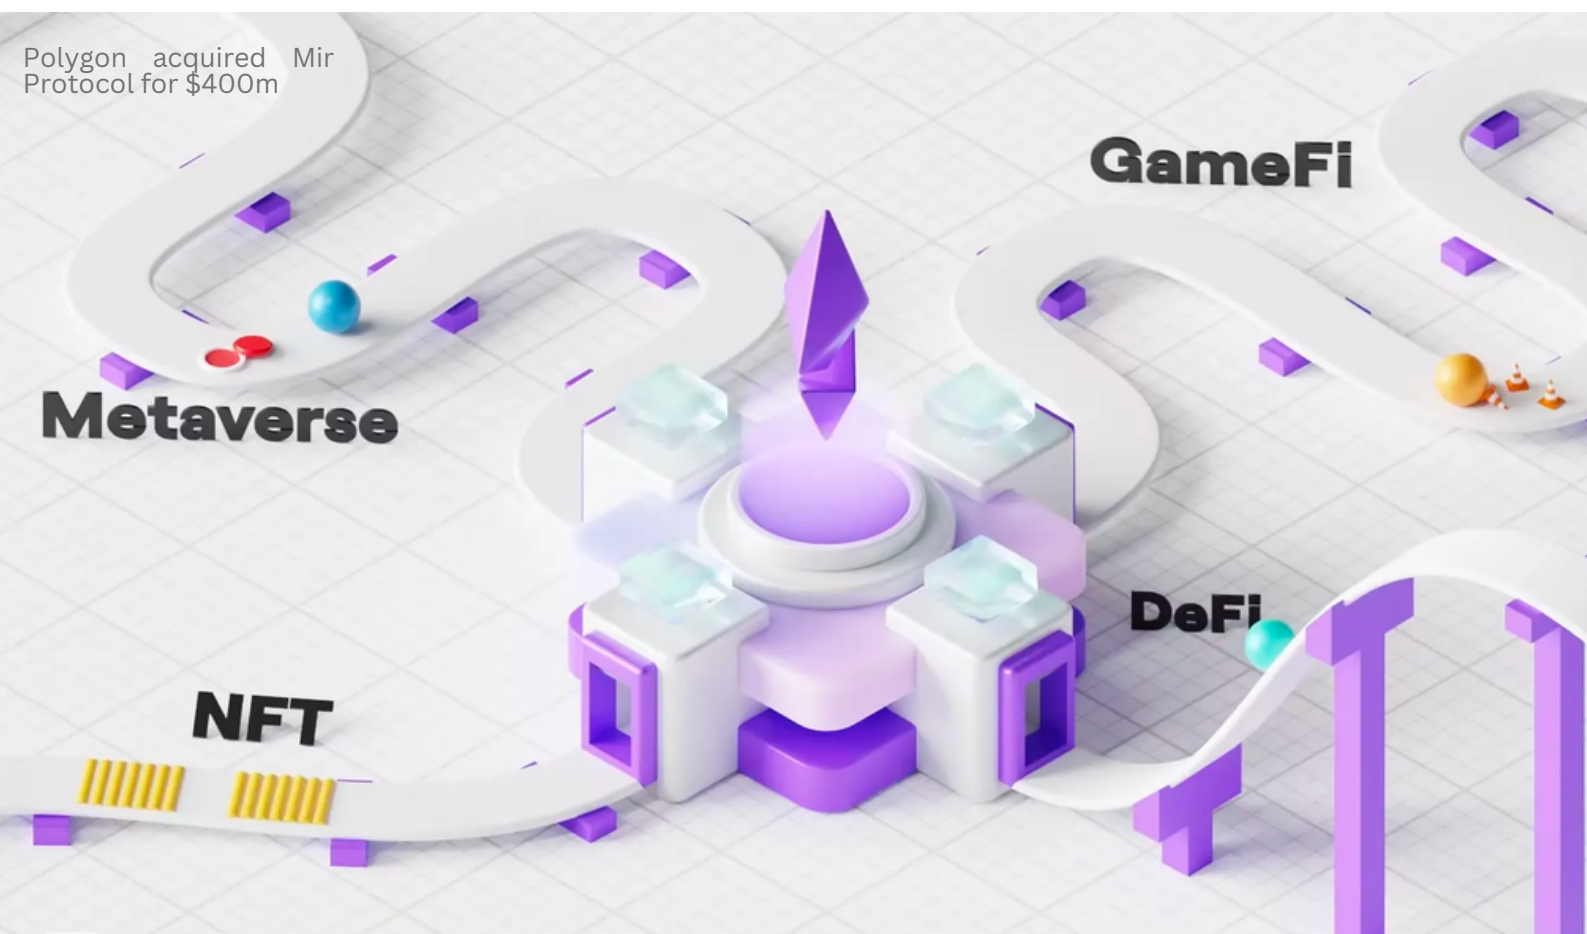 Polygon acquired Mir
Protocol for $400m
GameFi
Metaverse
DeFi
NFT